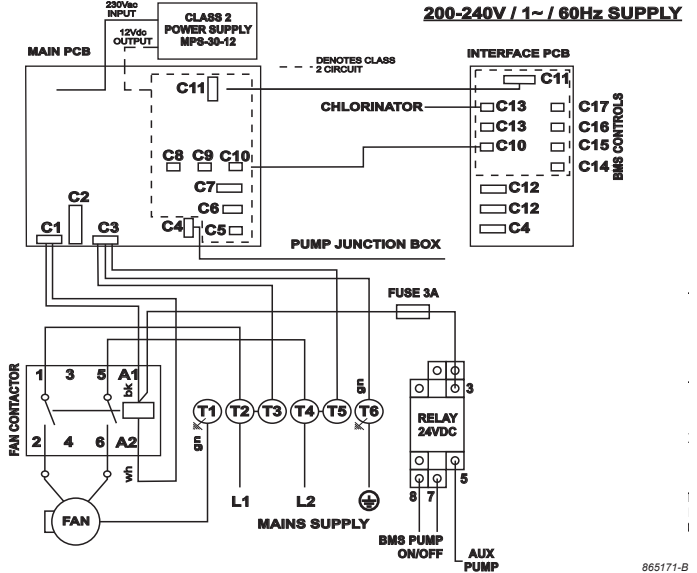 230Vac
INPUT
CLASS 2
POWER SUPPLY
MPS-30-12
200-240V / 1~ / 60Hz SUPPLY
12Vdc
OUTPUT
MAIN PCB
DENOTES CLASS
2 CIRCUIT
INTERFACE PCB
C11
C11
CHLORINATOR
C13
C17
C13
C16
C10
C15
C14
BMS CONTROLS
C8 C9 C10
C7
C12
C6
C12
C4
C5
C4
C2
C1
C3
PUMP JUNCTION BOX
FUSE 3A
FAN CONTACTOR
1 3 5 A1
bk
2 4 6 A2
wh
FAN
T1 T2 T3 T4 T5 T6
gn
gn
L1 L2
MAINS SUPPLY
3
RELAY
24VDC
5
8 7
BMS PUMP
ON/OFF
AUX
PUMP
865171-B